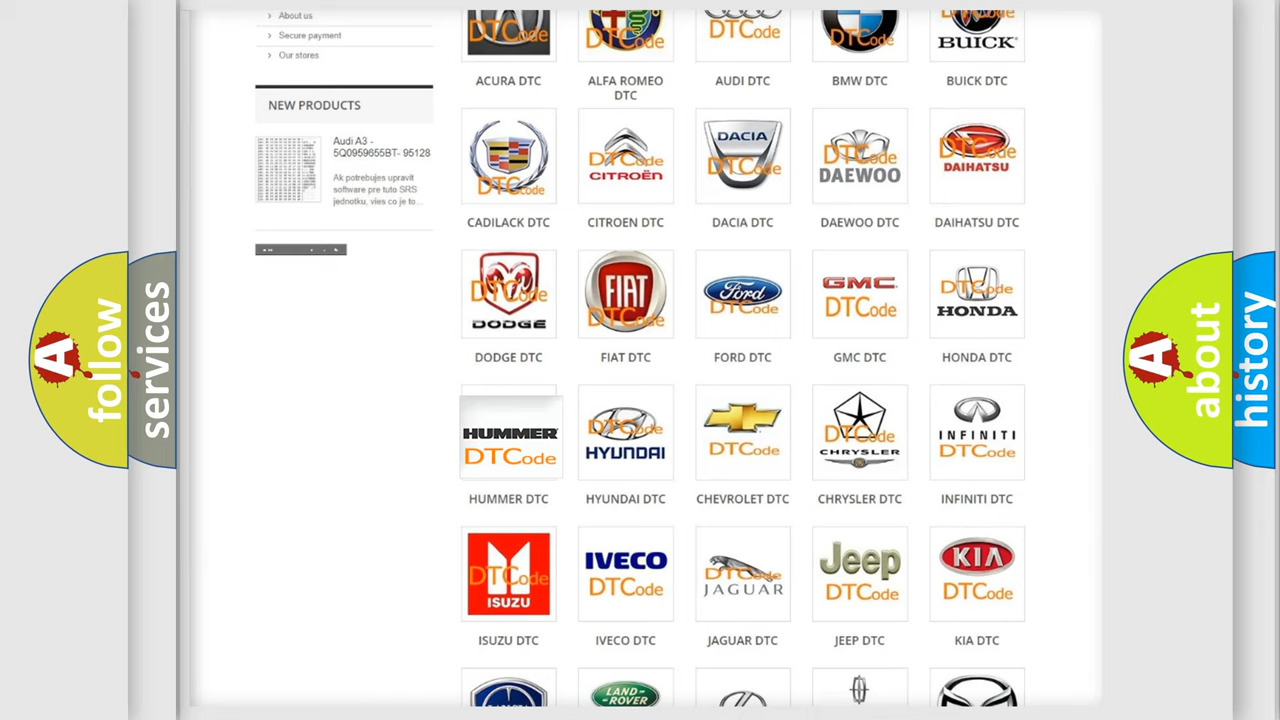 About us
Secure payment
Our stores
NEW PRODUCTS
Audi A3 -
5Q0959655BT- 95128
Ak potrebujes upravit
software pre tuto SRS
jednotku, vies co je to...
A
follow
services
DTCode
DTCode
DTCode
DTCode
BUICK
ACURA DTC
ALFA ROMEO
DTC
AUDI DTC
BMW DTC
BUICK DTC
DTCode
DTCode
CITROËN
DACIA
DTCode
DTCode
DAEWOO
DTCode
DAIHATSU
CADILACK DTC
CITROEN DTC
DACIA DTC
DAEWOO DTC
DAIHATSU DTC
DTCode
DODGE
FIAT
DTCode
Ford
DTCode
GMC
DTCode
DTCode
HONDA
DODGE DTC
FIAT DTC
FORD DTC
GMC DTC
HONDA DTC
HUMMER
DTCode
DTCode
HYUNDAI
DTCode
DTCode
CHRYSLER
INFINITI
DTCode
HUMMER DTC
HYUNDAI DTC
CHEVROLET DTC
CHRYSLER DTC
INFINITI DTC
DTCode
ISUZU
IVECO
DTCode
DTCode
JAGUAR
Jeep
DTCode
KIA
DTCode
ISUZU DTC
IVECO DTC
JAGUAR DTC
JEEP DTC
KIA DTC
LAND-
ROVER
A
about
history